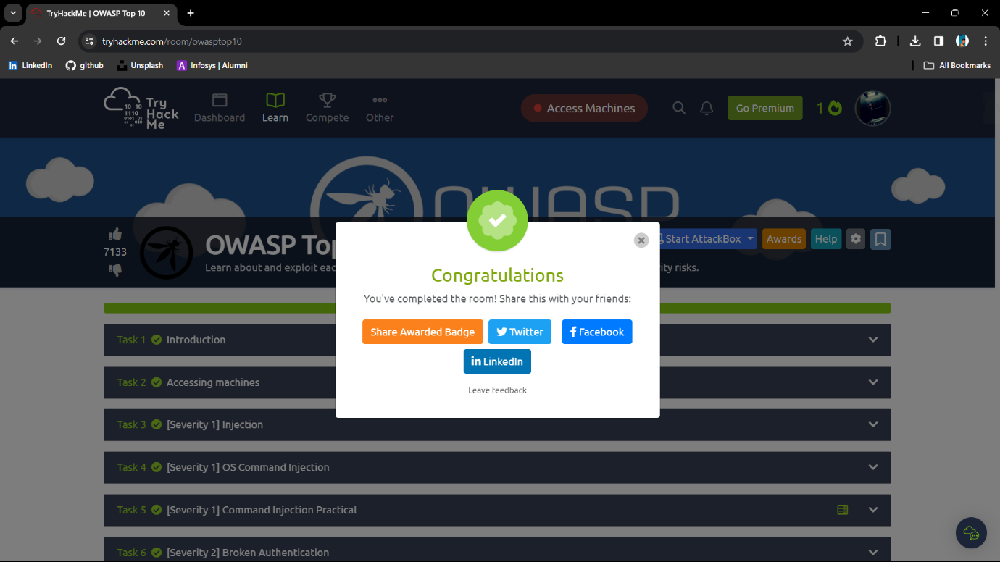 TryHackMe | OWASP Top 10
tryhackme.com/room/owasptop10
LinkedIn github Unsplash A Infosys | Alumni All Bookmarks
Try Hack Me
Dashboard Learn Compete Other Access Machines Go Premium 1
OWASP
7133
OWASP Top
Start AttackBox Awards Help
Learn about and exploit eac
ity risks.
Congratulations
You've completed the room! Share this with your friends:
Share Awarded Badge Twitter Facebook
LinkedIn
Leave feedback
Task 1 Introduction
Task 2 Accessing machines
Task 3 [Severity 1] Injection
Task 4 [Severity 1] OS Command Injection
Task 5 [Severity 1] Command Injection Practical
Task 6 [Severity 2] Broken Authentication